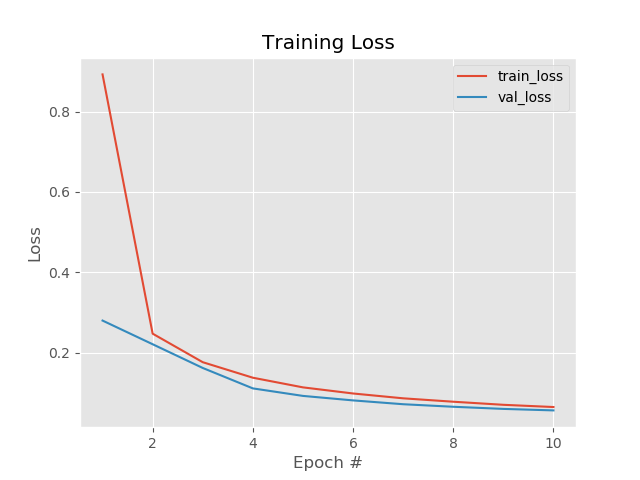 Training Loss
train_loss
val_loss
0.8
0.6
0.4
0.2
Loss
2 4 6 8 10
Epoch #